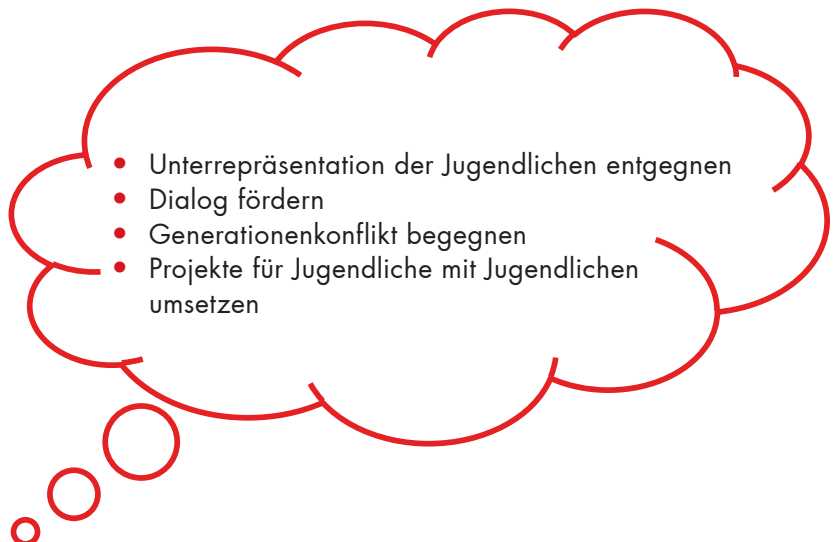 • Unterrepräsentation der Jugendlichen entgegnen
• Dialog fördern
• Generationenkonflikt begegnen
• Projekte für Jugendliche mit Jugendlichen
umsetzen